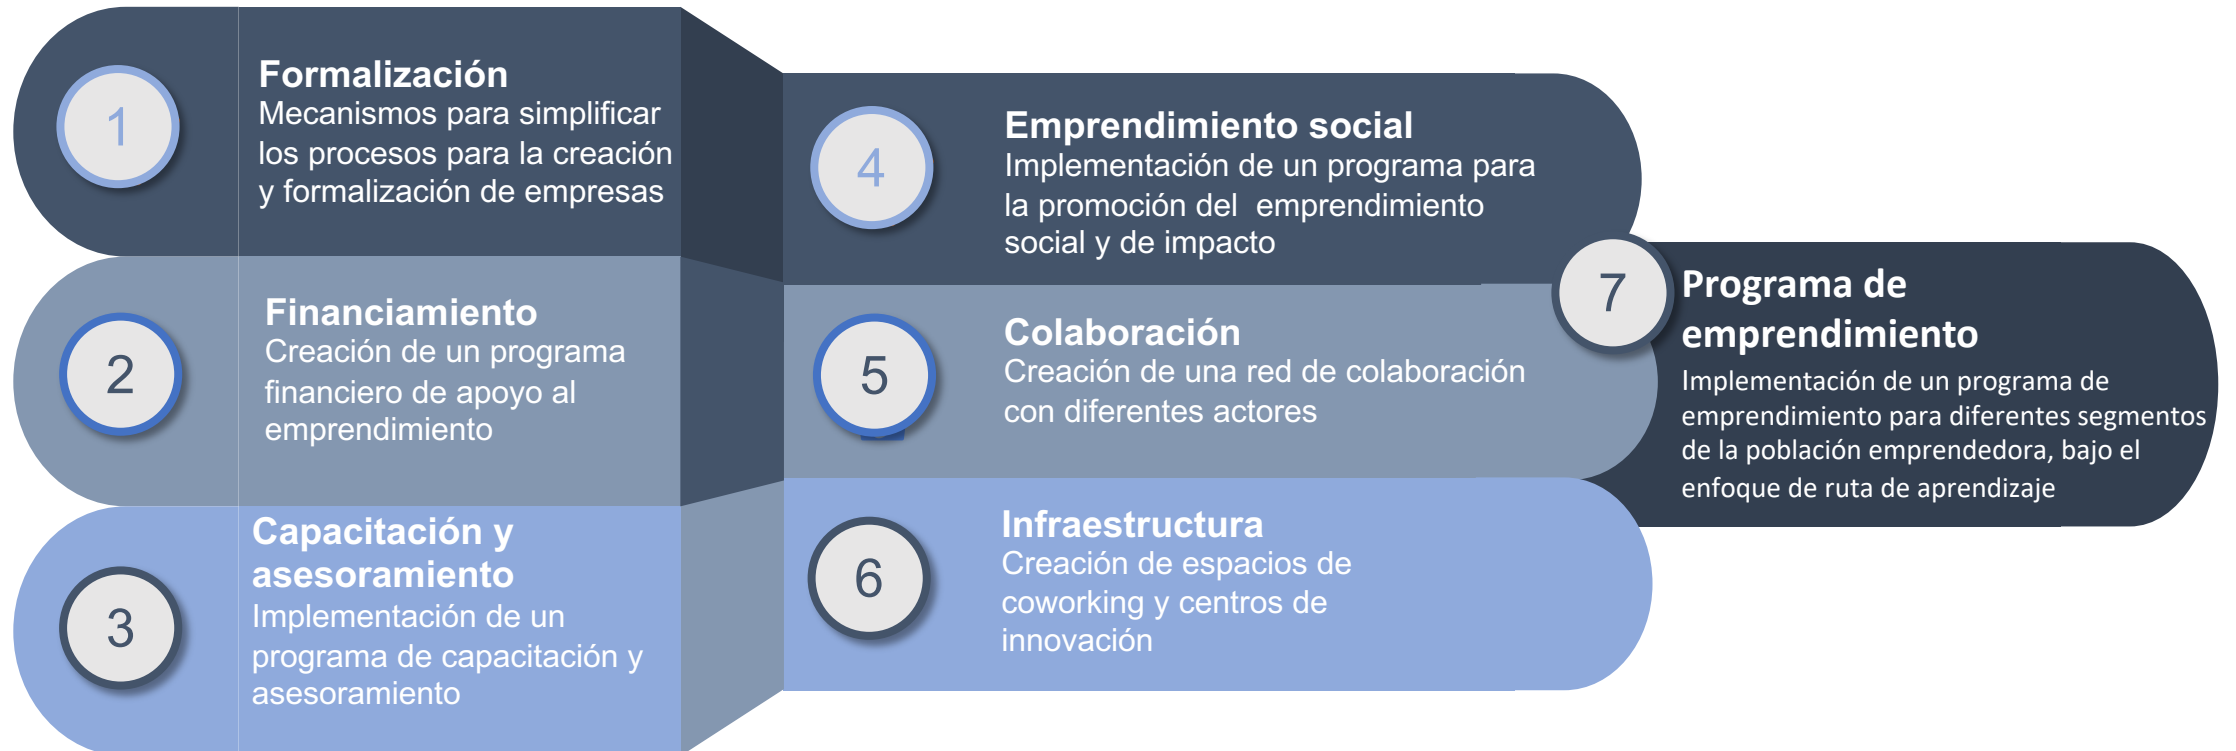 1
Formalización
Mecanismos para simplificar
los procesos para la creación
y formalización de empresas
2
Financiamiento
Creación de un programa
financiero de apoyo al
emprendimiento
3
Capacitación y
asesoramiento
Implementación de un
programa de capacitación y
asesoramiento
4
Emprendimiento social
Implementación de un programa para
la promoción del  emprendimiento
social y de impacto
5
Colaboración
Creación de una red de colaboración
con diferentes actores
6
Infraestructura
Creación de espacios de
coworking y centros de
innovación
7
Programa de
emprendimiento
Implementación de un programa de
emprendimiento para diferentes segmentos
de la población emprendedora, bajo el
enfoque de ruta de aprendizaje